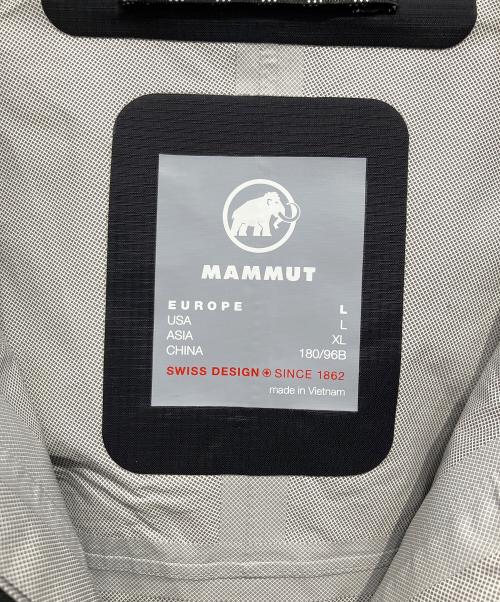 MAMMUT
EUROPE L
USA L
ASIA XL
CHINA 180/96B
SWISS DESIGN SINCE 1862
made in Vietnam